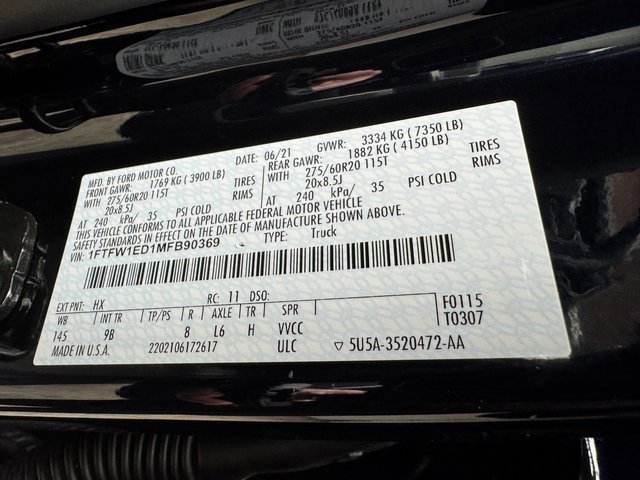 MFD. BY FORD MOTOR CO. DATE: 06/21 GVWR: 3334 KG ( 7350 LB)
FRONT GAWR: 1769 KG ( 3900 LB) REAR GAWR: 1882 KG ( 4150 LB)
WITH 275/60R20 115T TIRES WITH 275/60R20 115T TIRES
20x8.5J RIMS 20x8.5J RIMS
AT 240 kPa/ 35 PSI COLD AT 240 kPa/ 35 PSI COLD
THIS VEHICLE CONFORMS TO ALL APPLICABLE FEDERAL MOTOR VEHICLE
SAFETY STANDARDS IN EFFECT ON THE DATE OF MANUFACTURE SHOWN ABOVE.
VIN: 1FTFW1ED1MFB90369 TYPE: Truck
EXT PNT: HX RC: 11 DSO: F0115
WB INT TR TP/PS R AXLE TR SPR T0307
145 9B 8 L6 H VVCC
MADE IN U.S.A. 2202106172617 ULC ▽ 5U5A-3520472-AA